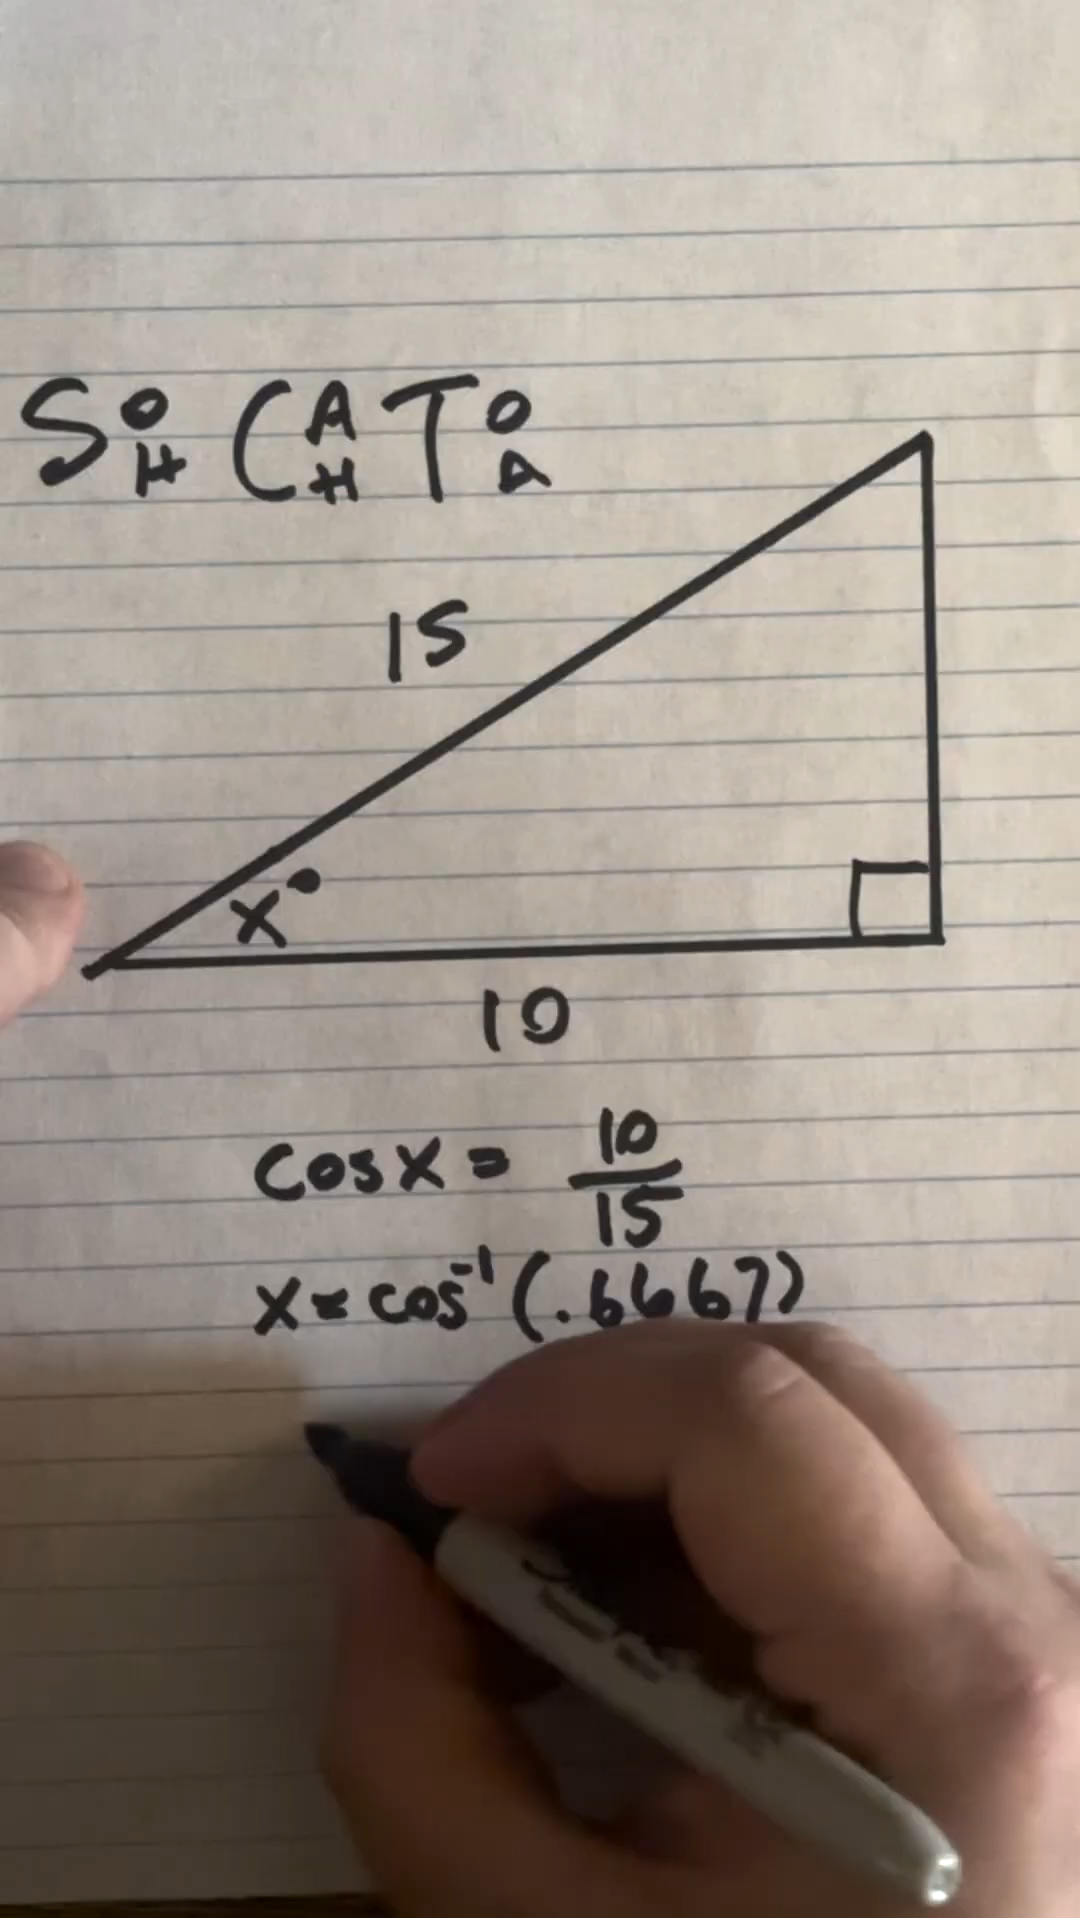 S O/H C A/H T O/A
15
x°
10
cos x = 10/15
x = cos⁻¹(.6667)